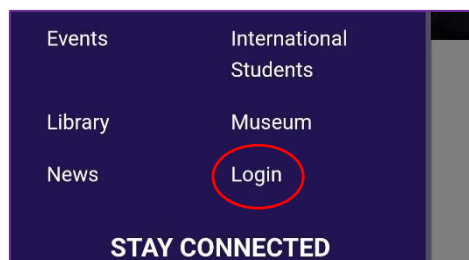 Events International
Students
Library Museum
News Login
STAY CONNECTED